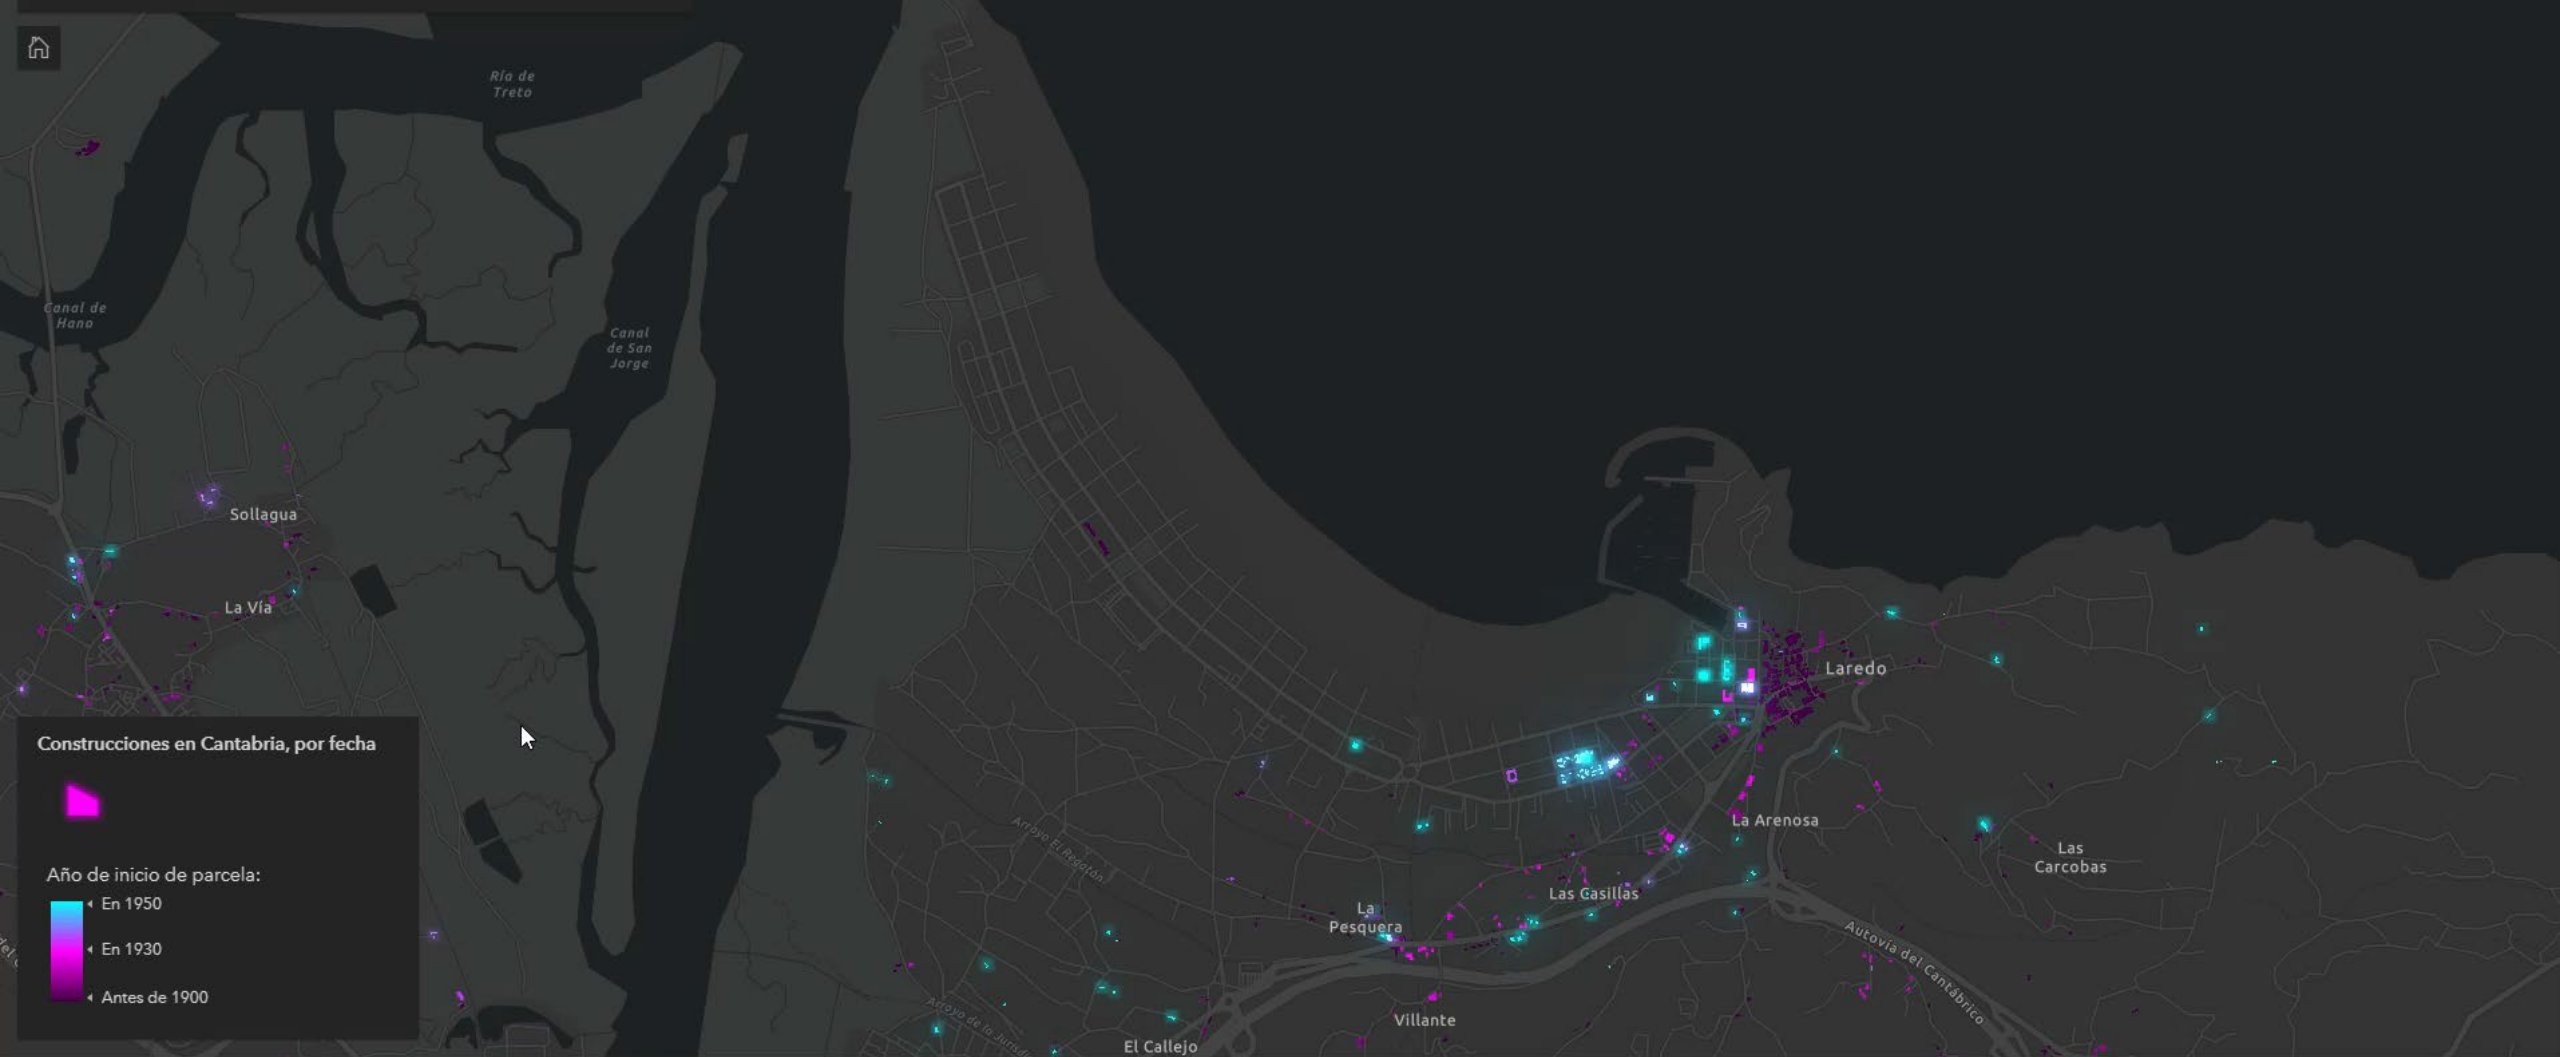 Ría de
Treto
Canal de
Hano
Canal
de San
Jorge
Sollagua
La Vía
Laredo
La Arenosa
Las
Carcobas
Las Casillas
La
Pesquera
Arroyo El Regatón
Autovía del Cantábrico
Villante
El Callejo
Construcciones en Cantabria, por fecha
Año de inicio de parcela:
En 1950
En 1930
Antes de 1900